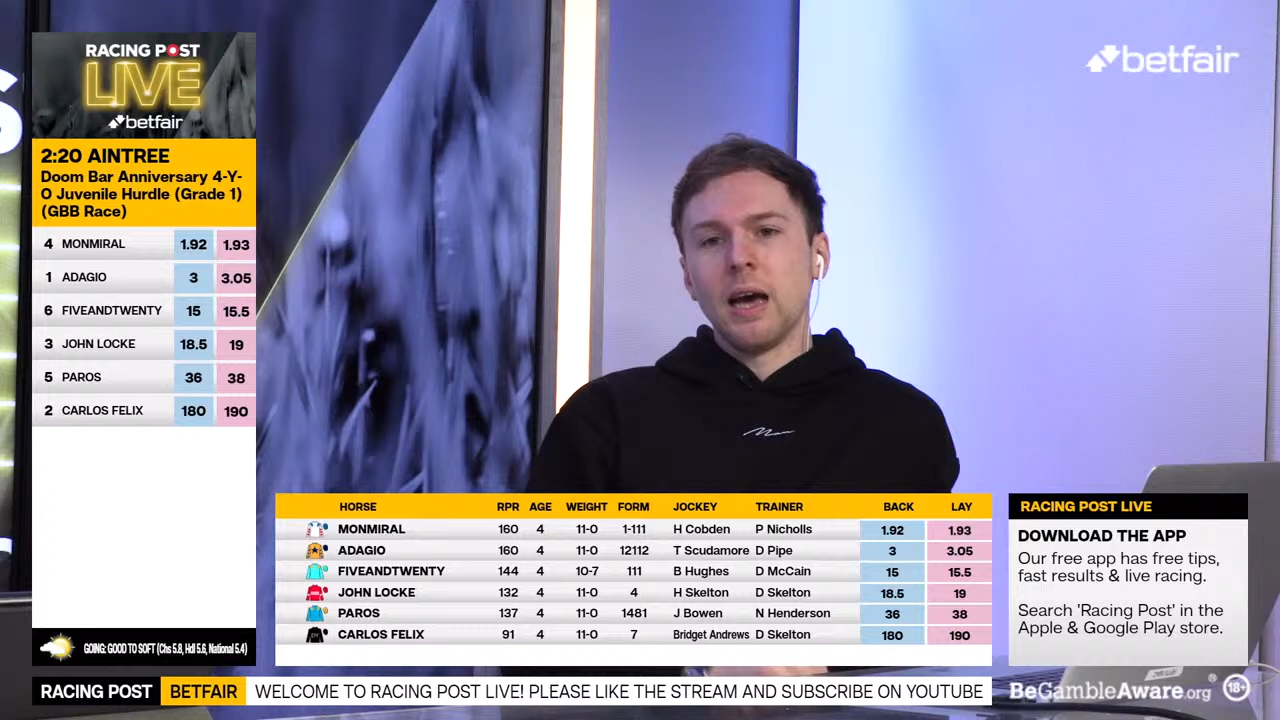 betfair
RACING POST
LIVE
betfair
2:20 AINTREE
Doom Bar Anniversary 4-Y-
O Juvenile Hurdle (Grade 1)
(GBB Race)
4 MONMIRAL 1.92 1.93
1 ADAGIO 3 3.05
6 FIVEANDTWENTY 15 15.5
3 JOHN LOCKE 18.5 19
5 PAROS 36 38
2 CARLOS FELIX 180 190
GOING: GOOD TO SOFT (Chs 5.8, Hdl 5.6, National 5.4)
HORSE RPR AGE WEIGHT FORM JOCKEY TRAINER BACK LAY
MONMIRAL 160 4 11-0 1-111 H Cobden P Nicholls 1.92 1.93
ADAGIO 160 4 11-0 12112 T Scudamore D Pipe 3 3.05
FIVEANDTWENTY 144 4 10-7 111 B Hughes D McCain 15 15.5
JOHN LOCKE 132 4 11-0 4 H Skelton D Skelton 18.5 19
PAROS 137 4 11-0 1481 J Bowen N Henderson 36 38
CARLOS FELIX 91 4 11-0 7 Bridget Andrews D Skelton 180 190
RACING POST LIVE
DOWNLOAD THE APP
Our free app has free tips,
fast results & live racing.
Search 'Racing Post' in the
Apple & Google Play store.
RACING POST BETFAIR WELCOME TO RACING POST LIVE! PLEASE LIKE THE STREAM AND SUBSCRIBE ON YOUTUBE
BeGambleAware.org® 18+